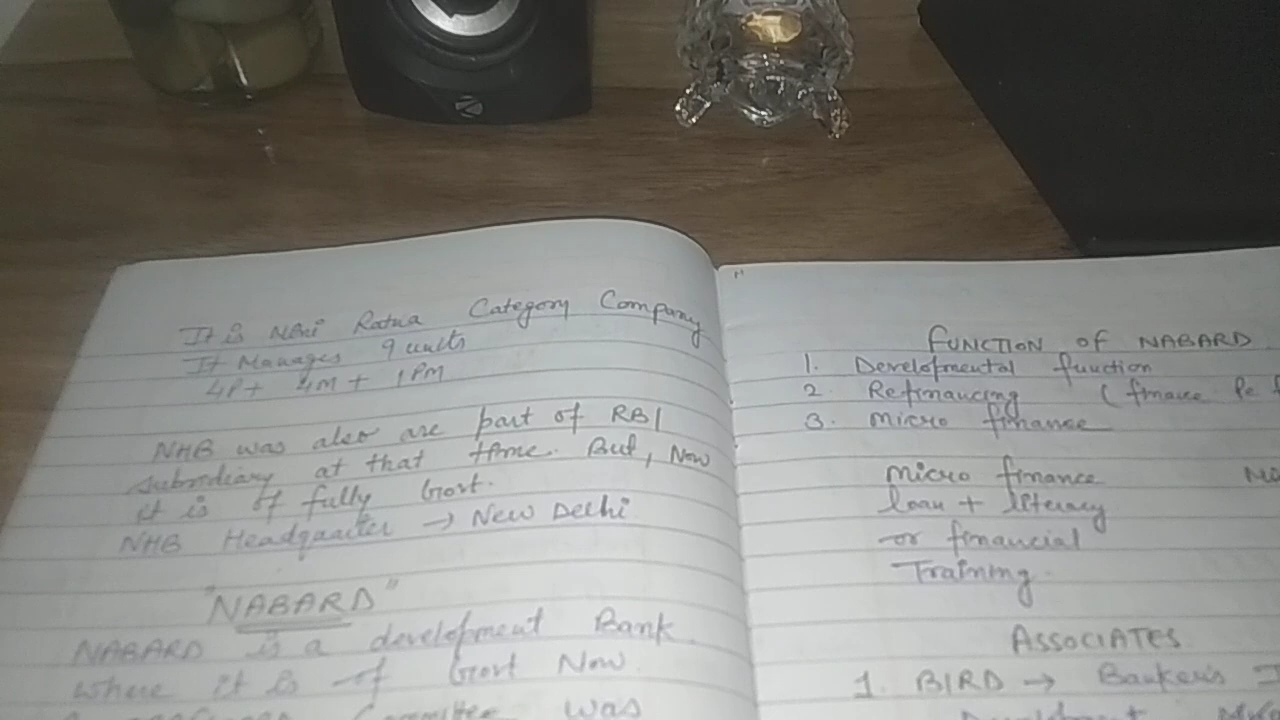 It is Mini Ratna Category Company
It Manages 9 units
4P + 4M + 1PM
NHB was also are part of RBI
subsidiary at that time. But, Now
it is of fully Govt.
NHB Headquarter → New Delhi
"NABARD"
NABARD is a development Bank
where it is of Govt Now
Committee was
FUNCTION OF NABARD
1. Developmental function
2. Refinancing (finance Pe
3. Micro finance
Micro finance
loan + literacy
or financial
Training
ASSOCIATES
1. BIRD → Banker's
Development